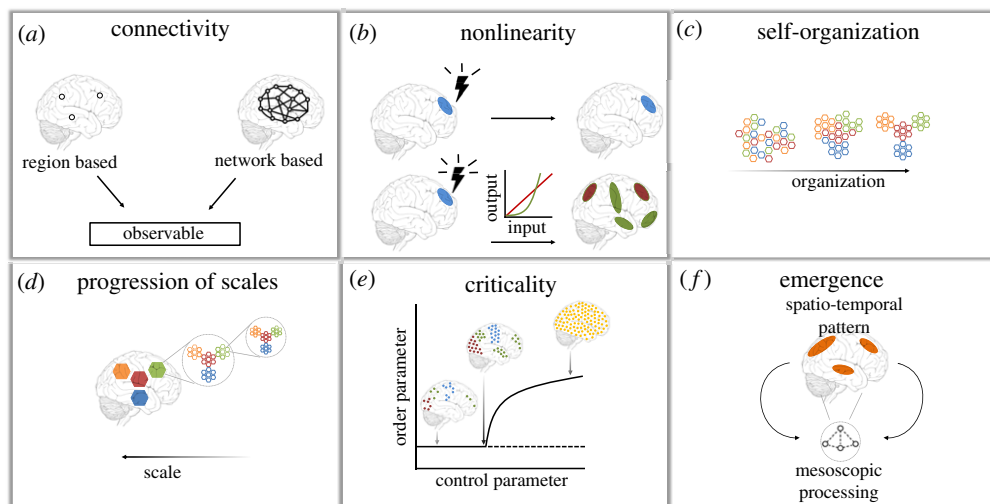 (a)
connectivity
region based
network based
observable
(b)
nonlinearity
output
input
(c)
self-organization
organization
(d)
progression of scales
scale
(e)
criticality
order parameter
control parameter
(f)
emergence
spatio-temporal
pattern
mesoscopic
processing